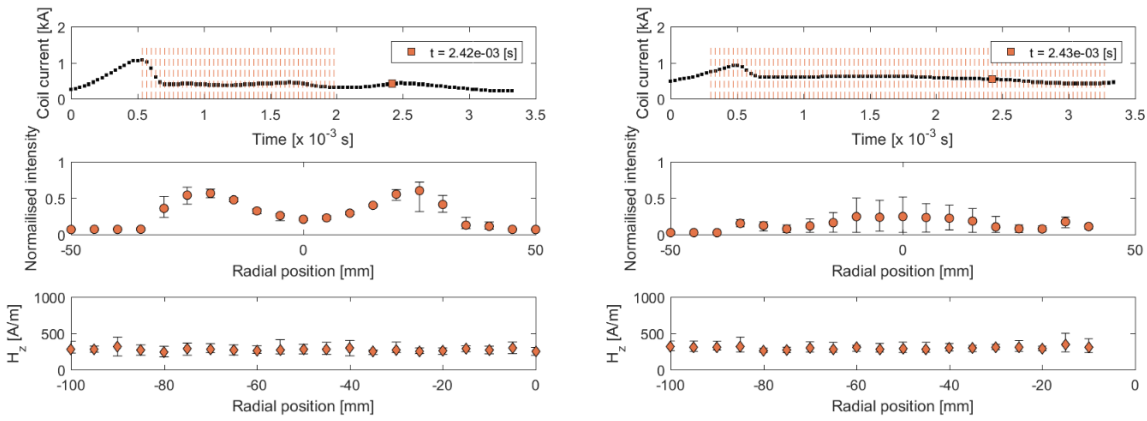 Coil current [kA]
2
1
0
t = 2.42e-03 [s]
0 0.5 1 1.5 2 2.5 3 3.5
Time [x 10-3 s]
Normailised intensity
1
0.5
0
-50 0 50
Radial position [mm]
Hz [A/m]
1000
500
0
-100 -80 -60 -40 -20 0
Radial position [mm]
Coil current [kA]
2
1
0
t = 2.43e-03 [s]
0 0.5 1 1.5 2 2.5 3 3.5
Time [x 10-3 s]
Normailised intensity
1
0.5
0
-50 0 50
Radial position [mm]
Hz [A/m]
1000
500
0
-100 -80 -60 -40 -20 0
Radial position [mm]